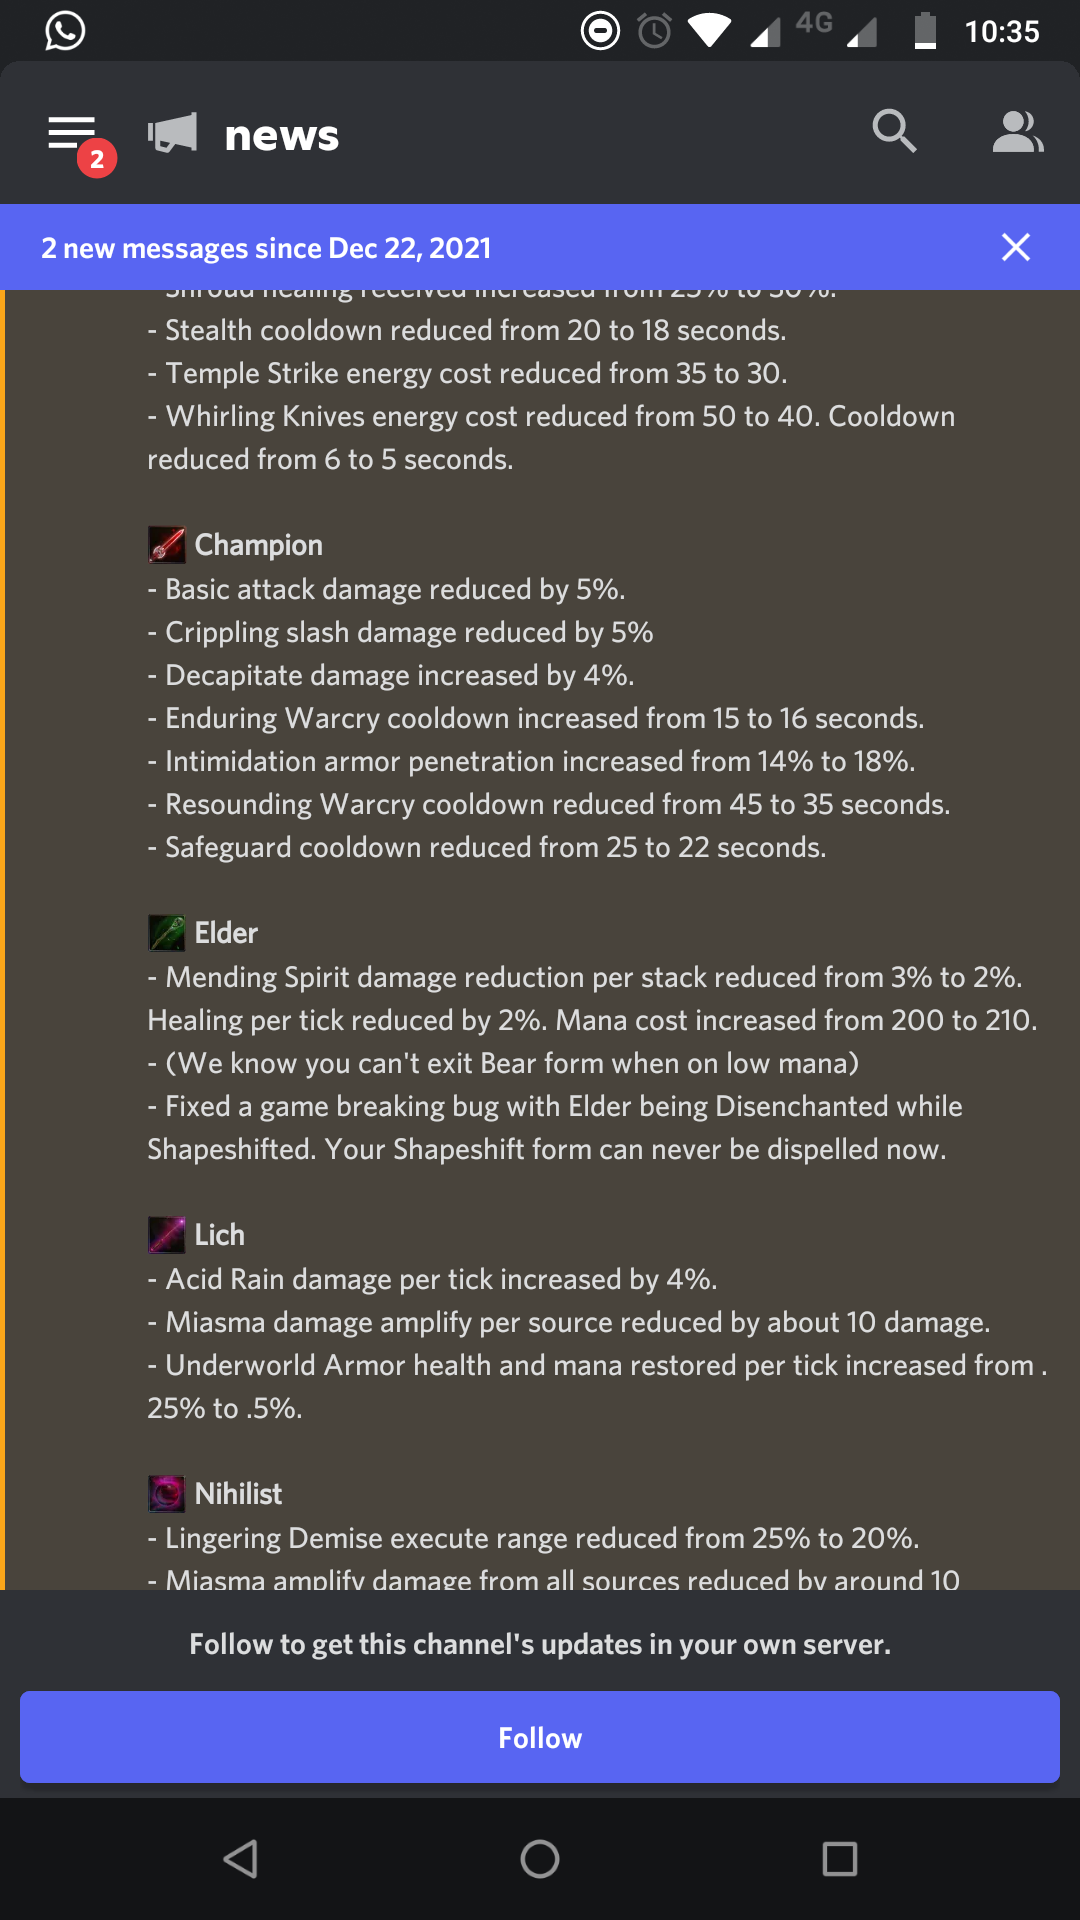 4G 10:35
2 news
2 new messages since Dec 22, 2021
Shroud healing received increased from 25% to 30%.
- Stealth cooldown reduced from 20 to 18 seconds.
- Temple Strike energy cost reduced from 35 to 30.
- Whirling Knives energy cost reduced from 50 to 40. Cooldown
reduced from 6 to 5 seconds.
Champion
- Basic attack damage reduced by 5%.
- Crippling slash damage reduced by 5%
- Decapitate damage increased by 4%.
- Enduring Warcry cooldown increased from 15 to 16 seconds.
- Intimidation armor penetration increased from 14% to 18%.
- Resounding Warcry cooldown reduced from 45 to 35 seconds.
- Safeguard cooldown reduced from 25 to 22 seconds.
Elder
- Mending Spirit damage reduction per stack reduced from 3% to 2%.
Healing per tick reduced by 2%. Mana cost increased from 200 to 210.
- (We know you can't exit Bear form when on low mana)
- Fixed a game breaking bug with Elder being Disenchanted while
Shapeshifted. Your Shapeshift form can never be dispelled now.
Lich
- Acid Rain damage per tick increased by 4%.
- Miasma damage amplify per source reduced by about 10 damage.
- Underworld Armor health and mana restored per tick increased from .
25% to .5%.
Nihilist
- Lingering Demise execute range reduced from 25% to 20%.
- Miasma amplify damage from all sources reduced by around 10
Follow to get this channel's updates in your own server.
Follow